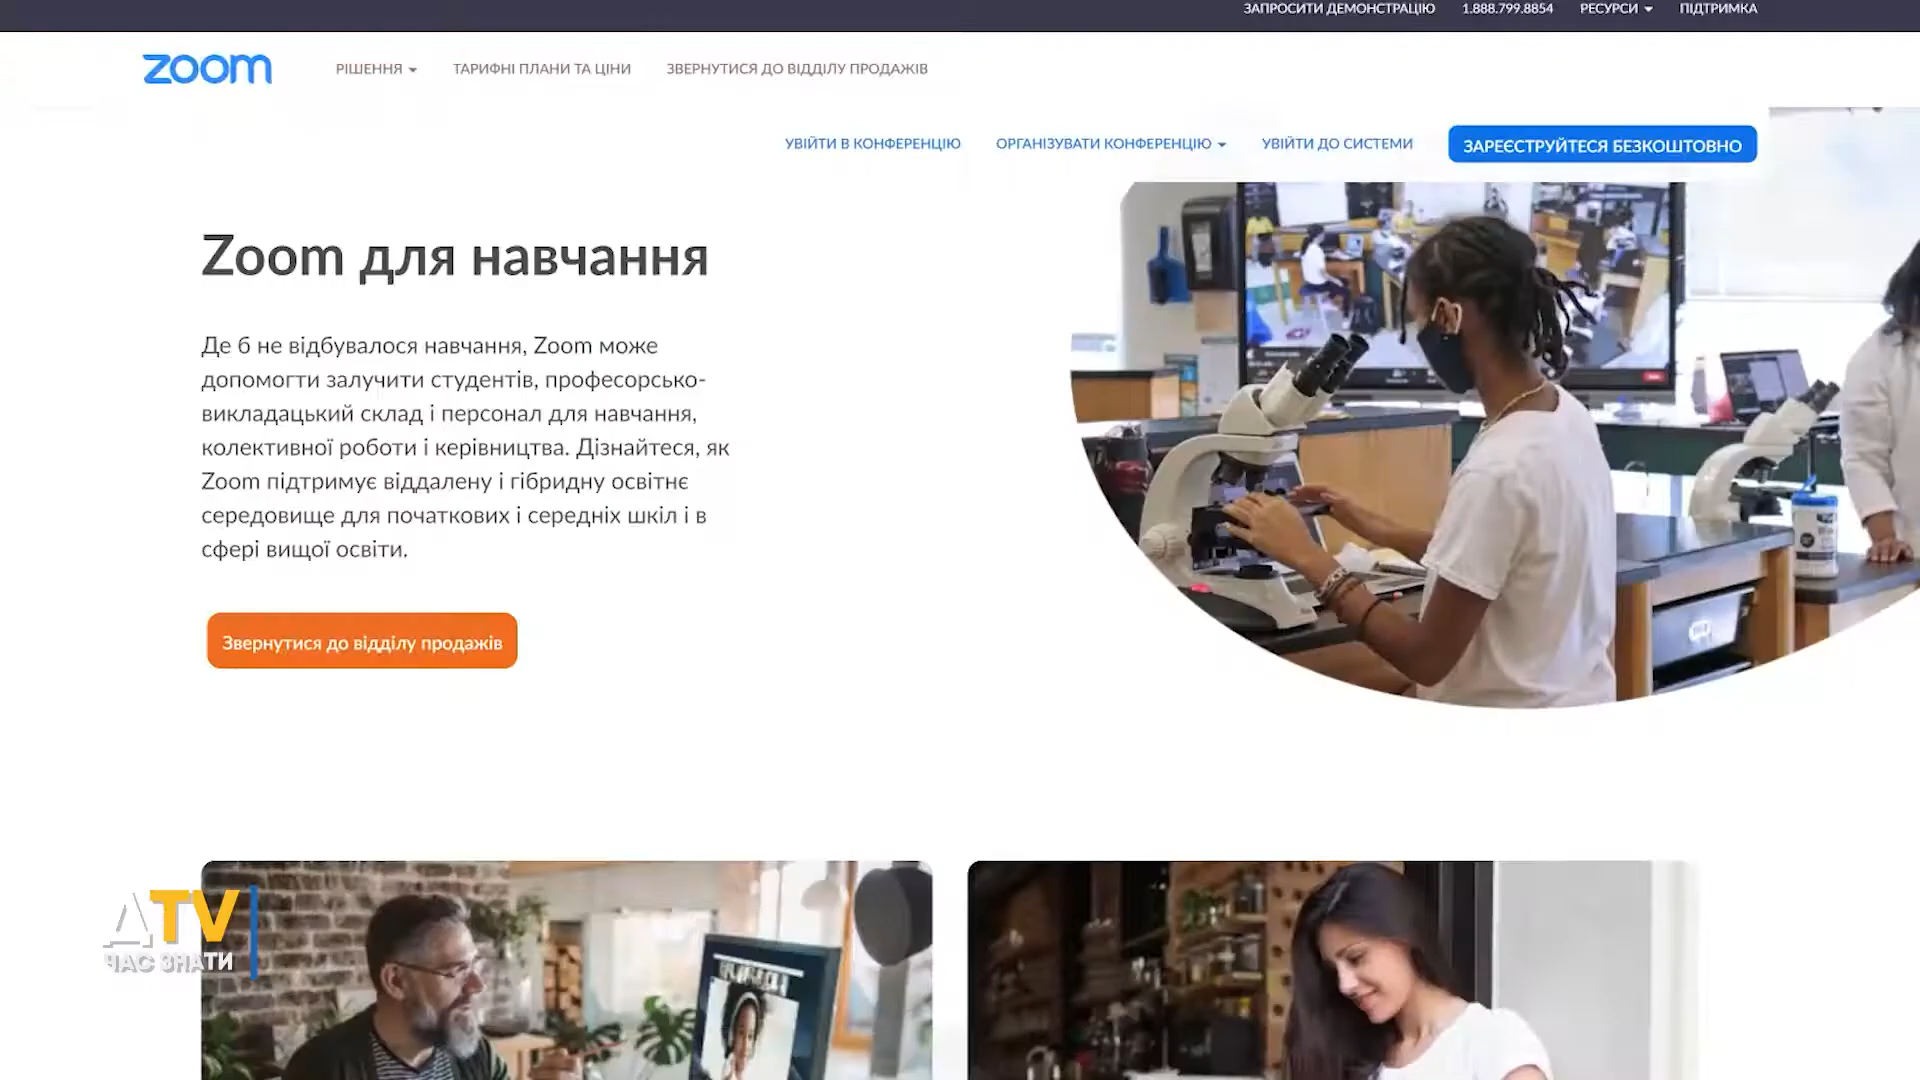 ЗАПРОСИТИ ДЕМОНСТРАЦІЮ 1.888.799.8854 РЕСУРСИ ПІДТРИМКА
zoom РІШЕННЯ ТАРИФНІ ПЛАНИ ТА ЦІНИ ЗВЕРНУТИСЯ ДО ВІДДІЛУ ПРОДАЖІВ
УВІЙТИ В КОНФЕРЕНЦІЮ ОРГАНІЗУВАТИ КОНФЕРЕНЦІЮ УВІЙТИ ДО СИСТЕМИ ЗАРЕЄСТРУЙТЕСЯ БЕЗКОШТОВНО
Zoom для навчання
Де б не відбувалося навчання, Zoom може
допомогти залучити студентів, професорсько-
викладацький склад і персонал для навчання,
колективної роботи і керівництва. Дізнайтеся, як
Zoom підтримує віддалену і гібридну освітнє
середовище для початкових і середніх шкіл і в
сфері вищої освіти.
Звернутися до відділу продажів
ДTV
ЧАС ЗНАТИ